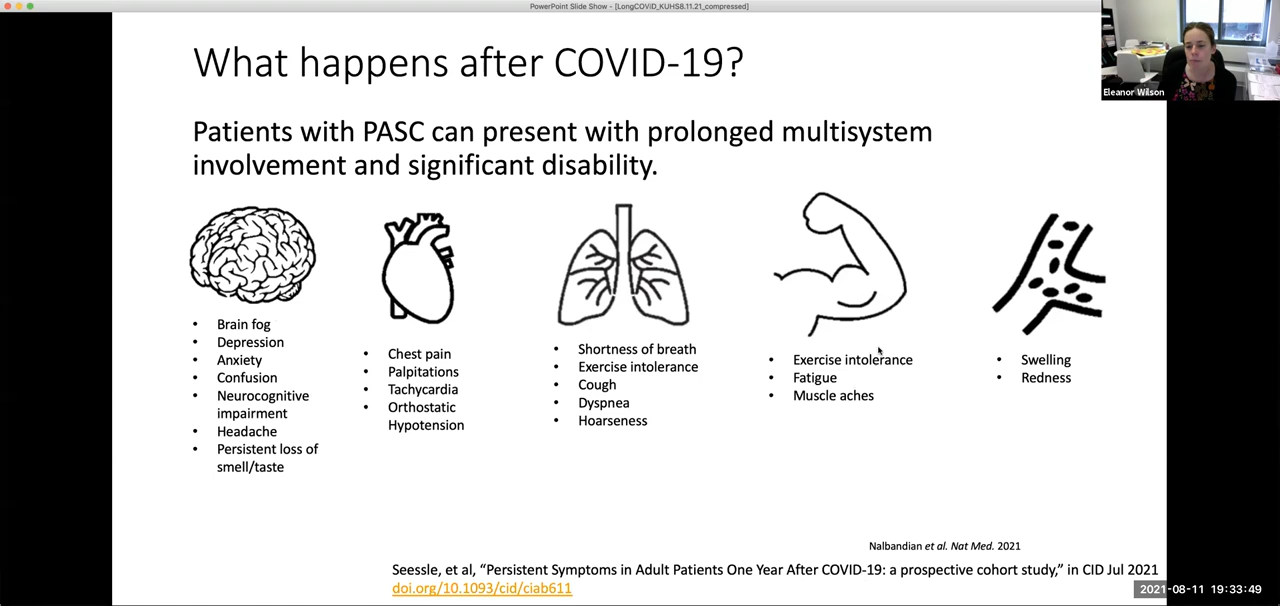 PowerPoint Slide Show - [LongCOViD_KUHS8.11.21_compressed]
Eleanor Wilson
What happens after COVID-19?
Patients with PASC can present with prolonged multisystem
involvement and significant disability.
• Brain fog
• Depression
• Anxiety
• Confusion
• Neurocognitive
impairment
• Headache
• Persistent loss of
smell/taste
• Chest pain
• Palpitations
• Tachycardia
• Orthostatic
Hypotension
• Shortness of breath
• Exercise intolerance
• Cough
• Dyspnea
• Hoarseness
• Exercise intolerance
• Fatigue
• Muscle aches
• Swelling
• Redness
Nalbandian et al. Nat Med. 2021
Seessle, et al, “Persistent Symptoms in Adult Patients One Year After COVID-19: a prospective cohort study,” in CID Jul 2021
doi.org/10.1093/cid/ciab611
2021-08-11 19:33:49